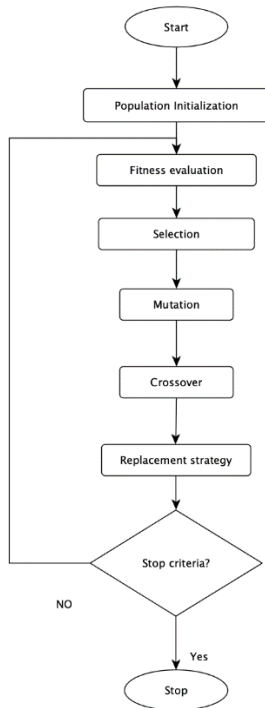 Start
Population Initialization
Fitness evaluation
Selection
Mutation
Crossover
Replacement strategy
Stop criteria?
NO
Yes
Stop